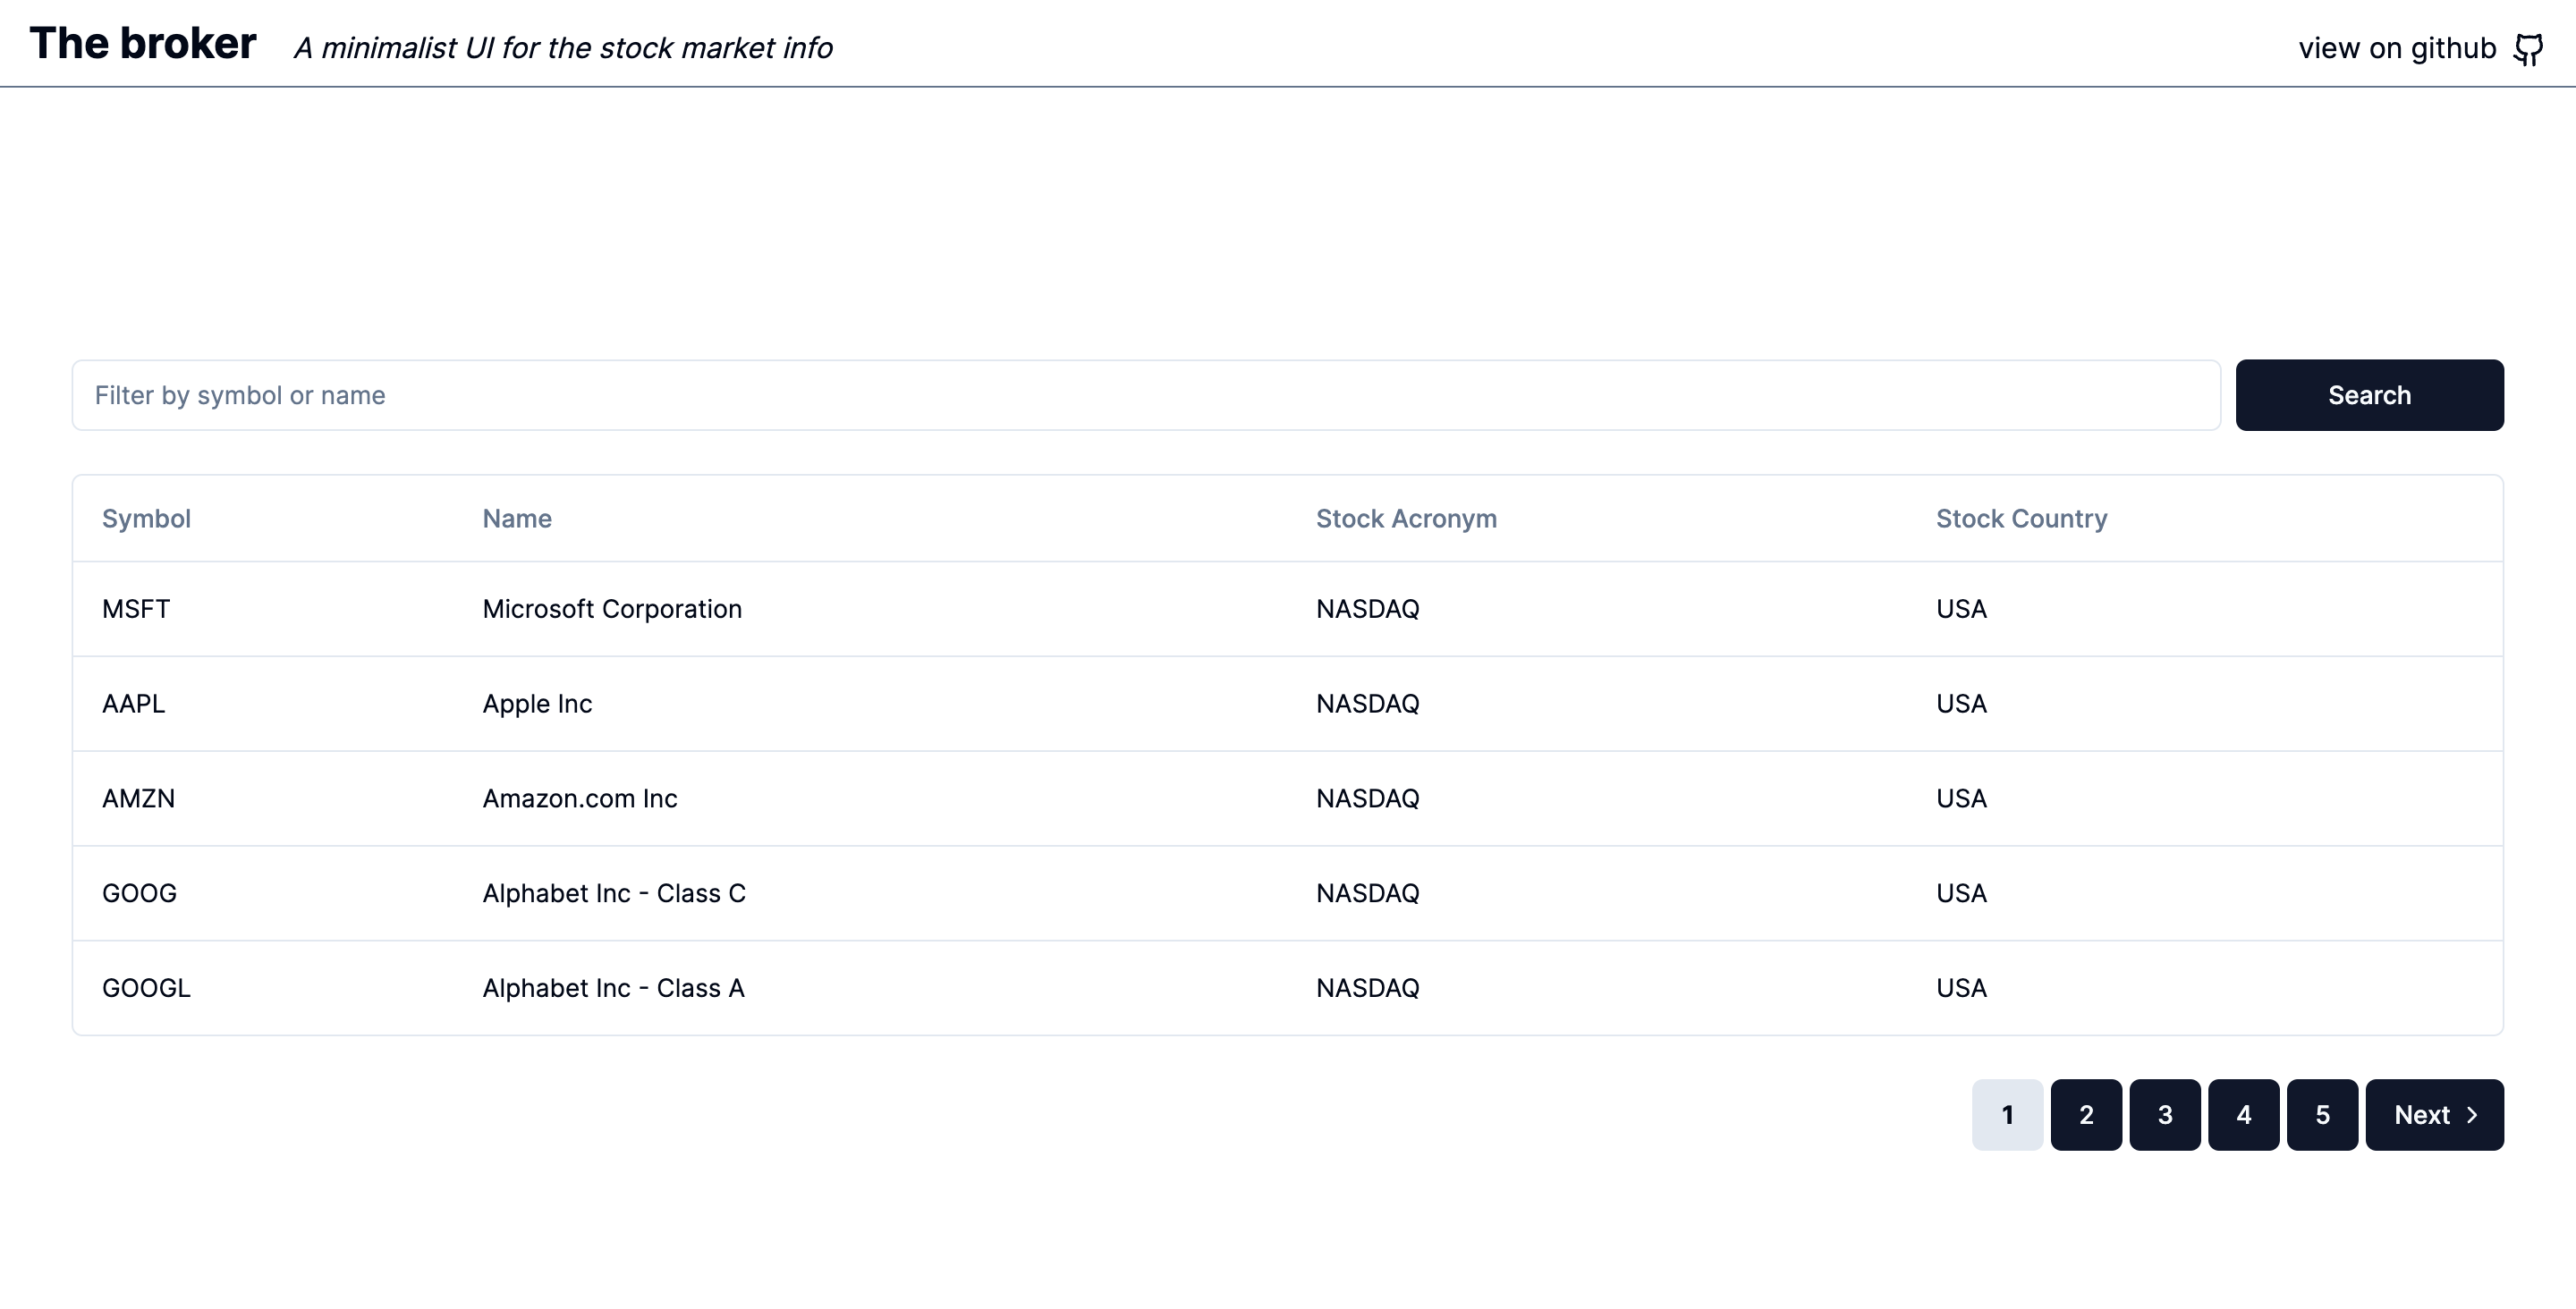 The broker A minimalist UI for the stock market info view on github
Filter by symbol or name Search
Symbol Name Stock Acronym Stock Country
MSFT Microsoft Corporation NASDAQ USA
AAPL Apple Inc NASDAQ USA
AMZN Amazon.com Inc NASDAQ USA
GOOG Alphabet Inc - Class C NASDAQ USA
GOOGL Alphabet Inc - Class A NASDAQ USA
1 2 3 4 5 Next